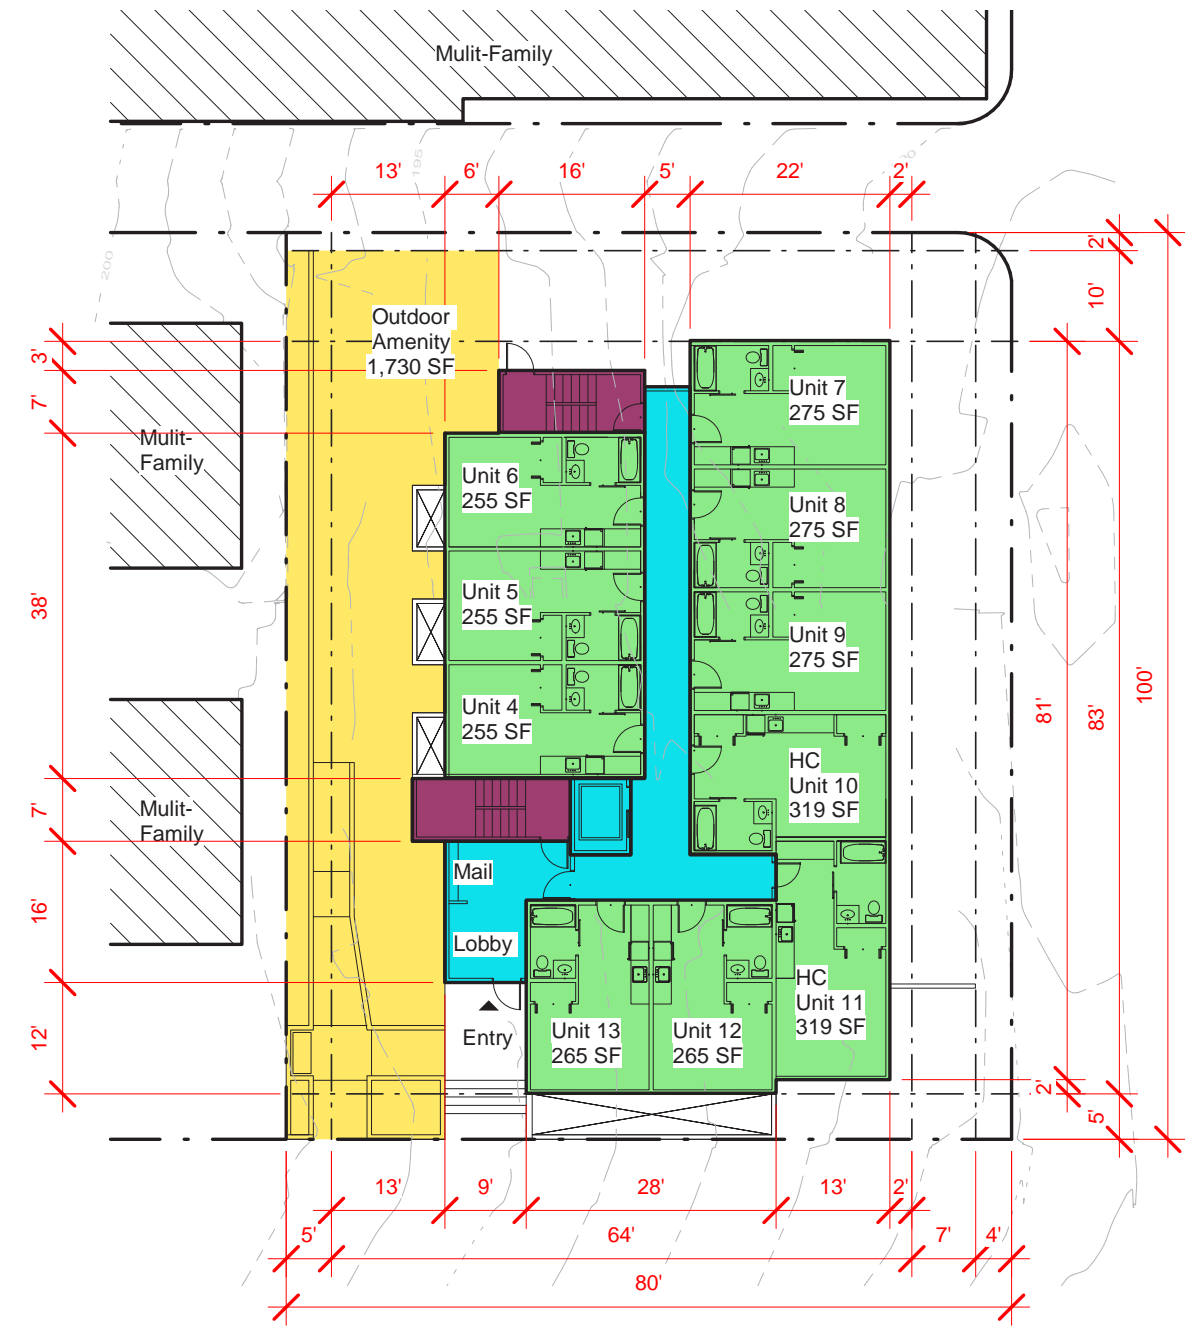 Mulit-Family
195
13'
6'
16'
5'
22'
2'
200
2'
10'
Outdoor
Amenity
1,730 SF
3'
7'
Mulit-
Family
Unit 7
275 SF
Unit 6
255 SF
Unit 8
275 SF
38'
Unit 5
255 SF
Unit 9
275 SF
100'
81'
83'
Unit 4
255 SF
HC
Unit 10
319 SF
Mulit-
Family
7'
Mail
16'
Lobby
HC
Unit 11
319 SF
12'
Entry
Unit 13
265 SF
Unit 12
265 SF
2'
5'
13'
9'
28'
13'
2'
5'
64'
7'
4'
80'